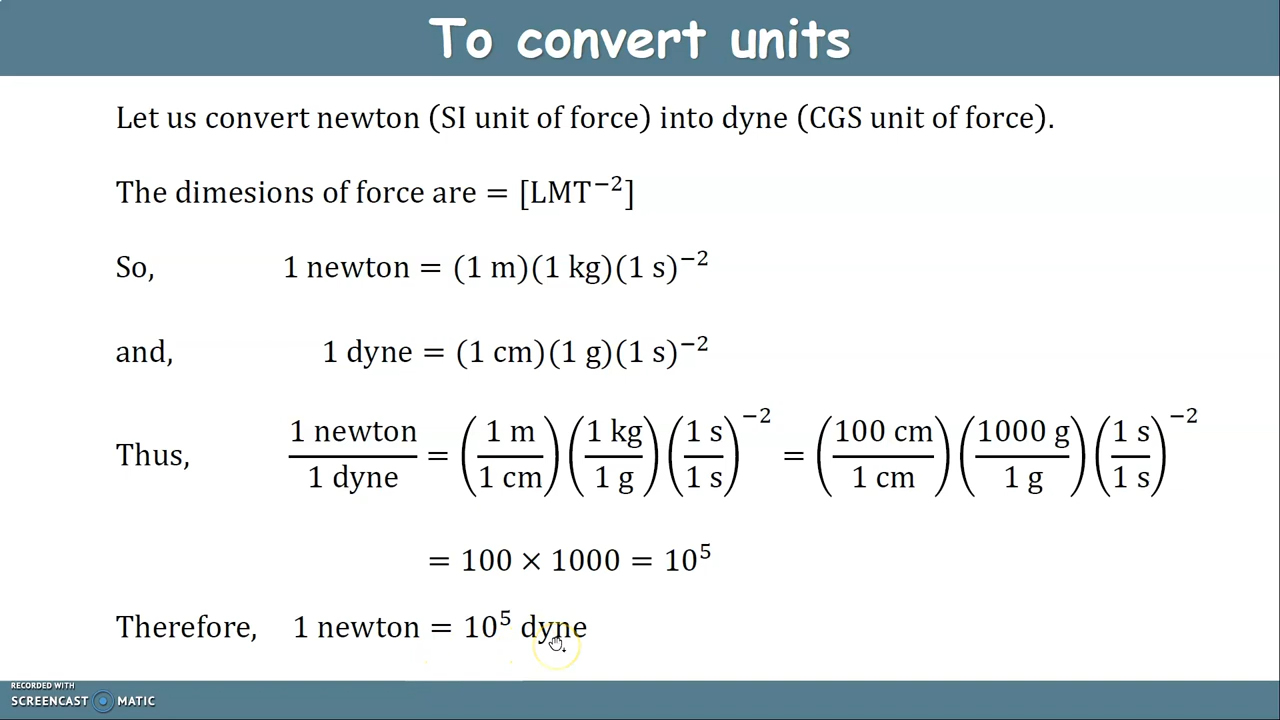 To convert units
Let us convert newton (SI unit of force) into dyne (CGS unit of force).
The dimesions of force are = [LMT⁻²]
So, 1 newton = (1 m)(1 kg)(1 s)⁻²
and, 1 dyne = (1 cm)(1 g)(1 s)⁻²
Thus, 1 newton / 1 dyne = (1 m / 1 cm)(1 kg / 1 g)(1 s / 1 s)⁻² = (100 cm / 1 cm)(1000 g / 1 g)(1 s / 1 s)⁻²
= 100 × 1000 = 10⁵
Therefore, 1 newton = 10⁵ dyne
RECORDED WITH
SCREENCAST MATIC